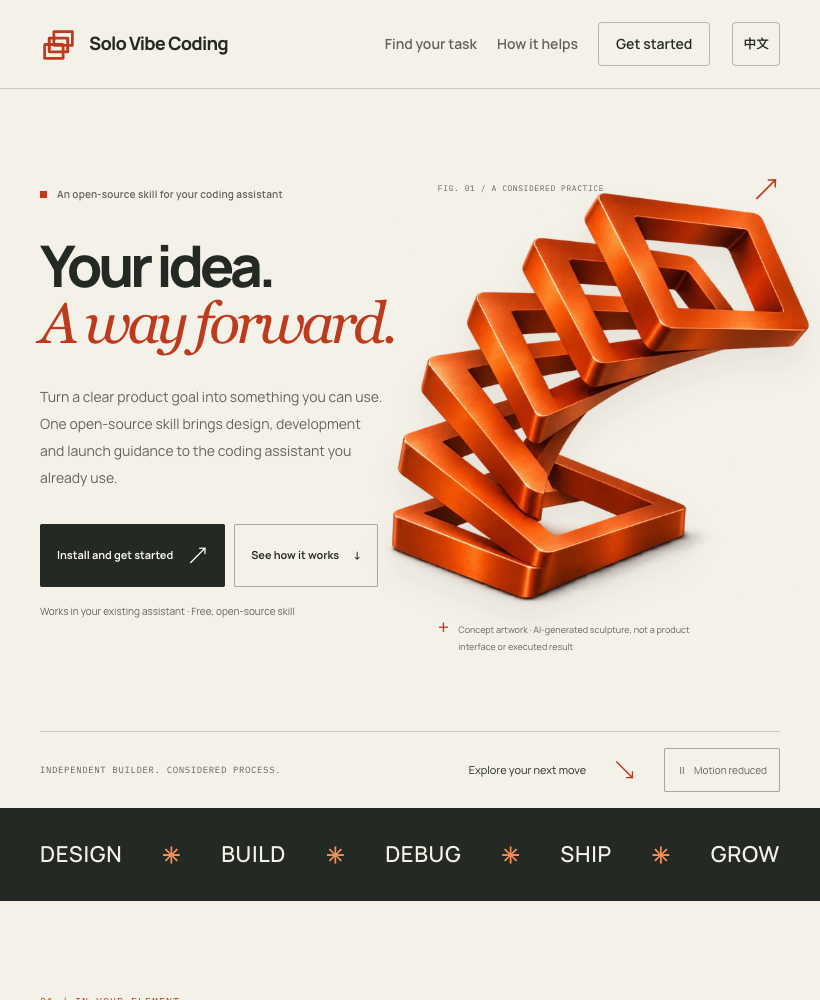 Solo Vibe Coding
Find your task
How it helps
Get started
中文
An open-source skill for your coding assistant
FIG. 01 / A CONSIDERED PRACTICE
Your idea.
A way forward.
Turn a clear product goal into something you can use.
One open-source skill brings design, development
and launch guidance to the coding assistant you
already use.
Install and get started
See how it works ↓
Works in your existing assistant · Free, open-source skill
Concept artwork · AI-generated sculpture, not a product
interface or executed result
INDEPENDENT BUILDER. CONSIDERED PROCESS.
Explore your next move
Motion reduced
DESIGN
BUILD
DEBUG
SHIP
GROW
01 / IN YOUR ELEMENT